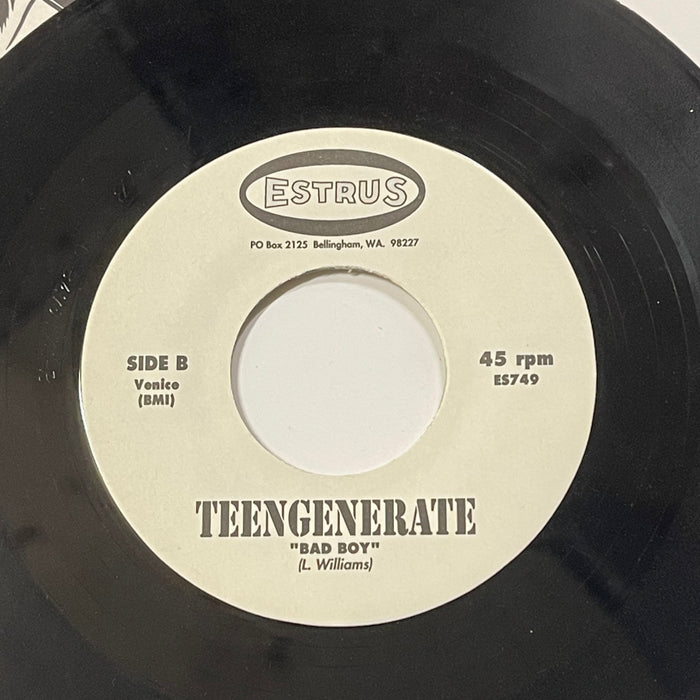 ESTRUS
PO Box 2125 Bellingham, WA. 98227
SIDE B
Venice
(BMI)
45 rpm
ES749
TEENGENERATE
"BAD BOY"
(L. Williams)